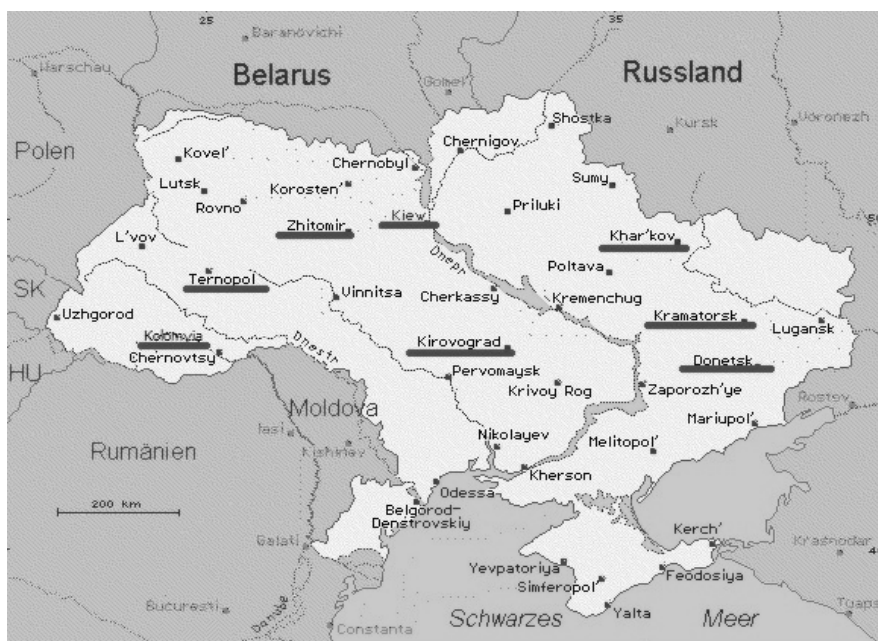 25
35
Baranovichi
Warschau
Belarus
Gomel
Russland
Shostka
Kursk
Voronezh
Polen
Chernigov
Kovel'
Chernobyl
Lutsk
Korosten'
Sumy
Rovno
Priluki
Kiew
50
Zhitomir
Khar'kov
L'vov
Dnepr
Ternopol
Poltava
SK
Vinnitsa
Cherkassy
Kremenchug
Uzhgorod
Kramatorsk
Lugansk
Kolomyia
Kirovograd
Dnestr
Chernovtsy
Donetsk
HU
Pervomaysk
Krivoy Rog
Zaporozh'ye
Rostov
Moldova
Mariupol'
Iasi
Nikolayev
Rumänien
Kishinev
Melitopol'
Kherson
Odessa
200 km
Belgorod-
Denstrovskiy
Kerch'
Galati
Krasnodar
Yevpatoriya
Feodosiya
Simferopol'
Bucuresti
Yalta
Danube
Schwarzes Meer
Constanta
Tuaps